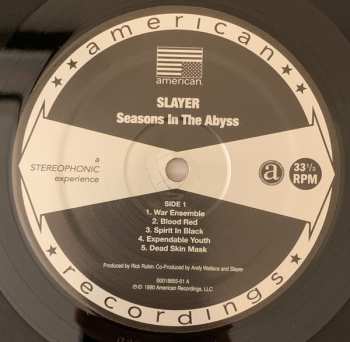 american
american.
SLAYER
Seasons In The Abyss
a
STEREOPHONIC
experience
a
33⅓
RPM
SIDE 1
1. War Ensemble
2. Blood Red
3. Spirit In Black
4. Expendable Youth
5. Dead Skin Mask
Produced by Rick Rubin. Co-Produced by Andy Wallace and Slayer
℗© 1990 American Recordings, LLC
recordings